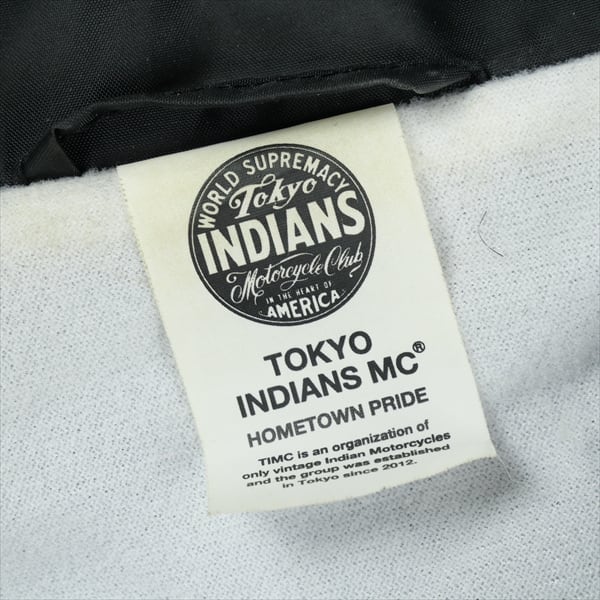 WORLD SUPREMACY
Tokyo
INDIANS
Motorcycle Club
IN THE HEART OF
AMERICA
TOKYO
INDIANS MC®
HOMETOWN PRIDE
TIMC is an organization of
only vintage Indian Motorcycles
and the group was established
in Tokyo since 2012.